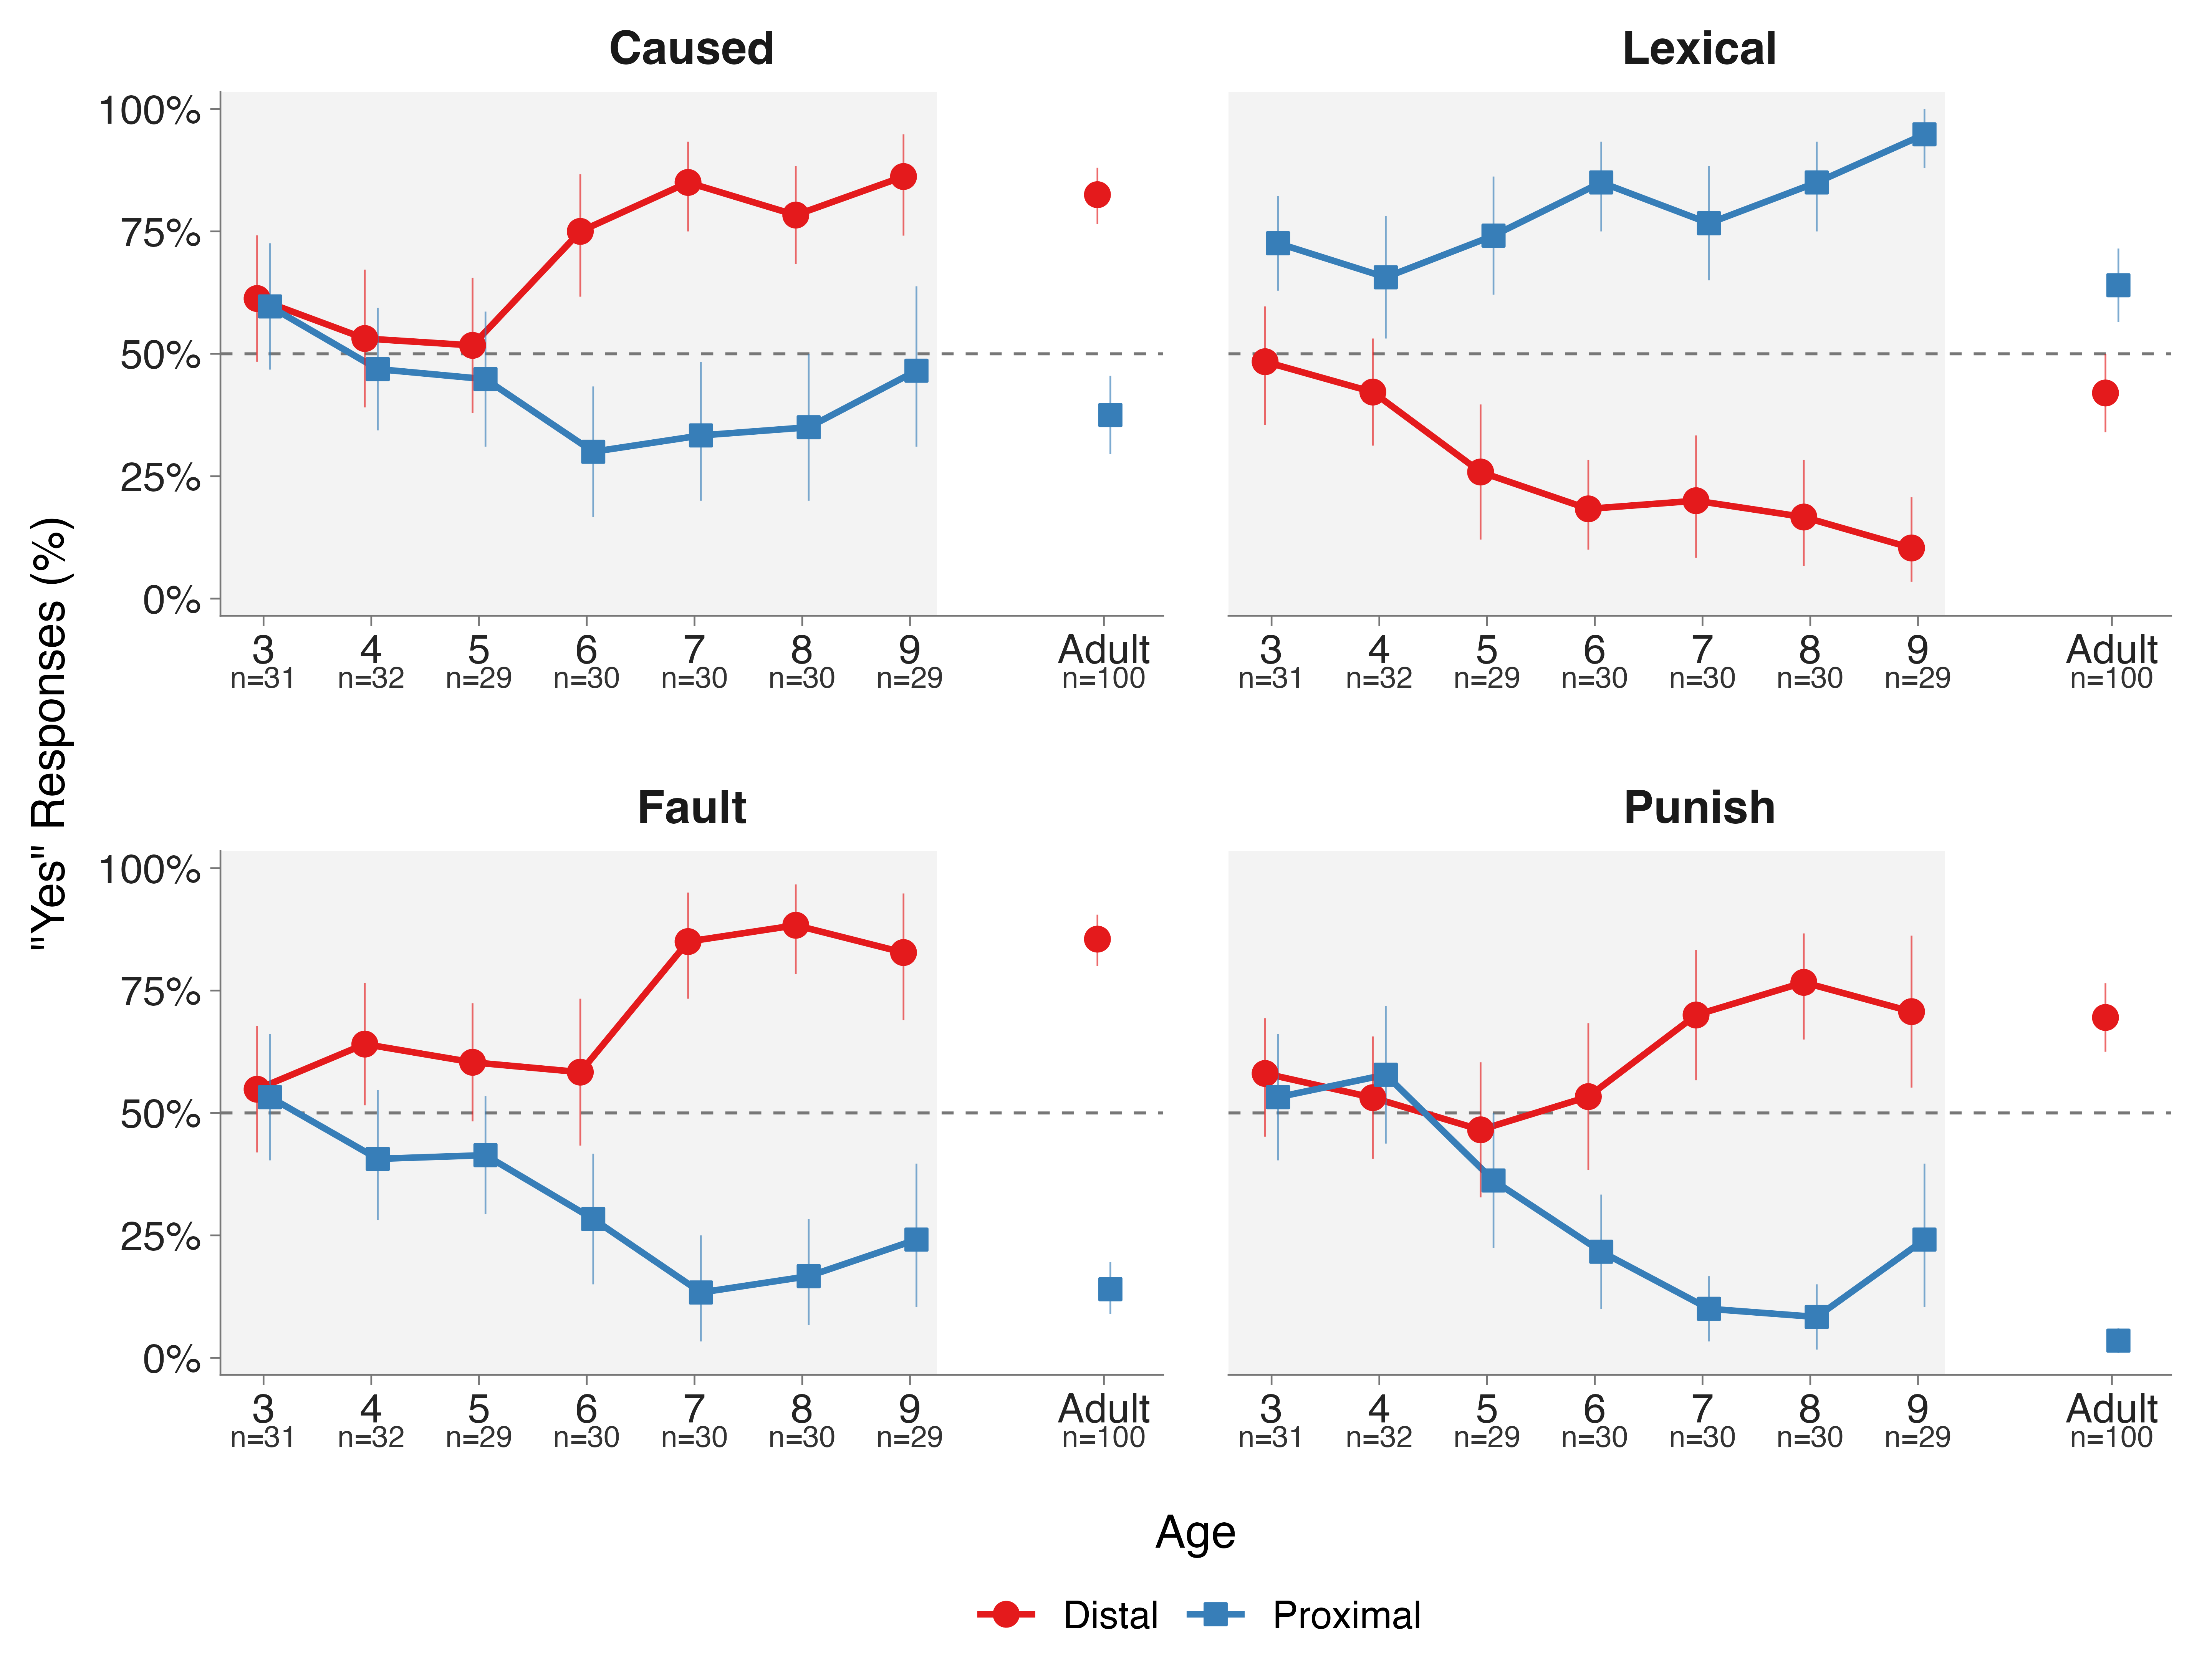 Caused
Lexical
100%
75%
50%
25%
0%
3 4 5 6 7 8 9 Adult
n=31 n=32 n=29 n=30 n=30 n=30 n=29 n=100
3 4 5 6 7 8 9 Adult
n=31 n=32 n=29 n=30 n=30 n=30 n=29 n=100
"Yes" Responses (%)
Fault
Punish
100%
75%
50%
25%
0%
3 4 5 6 7 8 9 Adult
n=31 n=32 n=29 n=30 n=30 n=30 n=29 n=100
3 4 5 6 7 8 9 Adult
n=31 n=32 n=29 n=30 n=30 n=30 n=29 n=100
Age
Distal Proximal